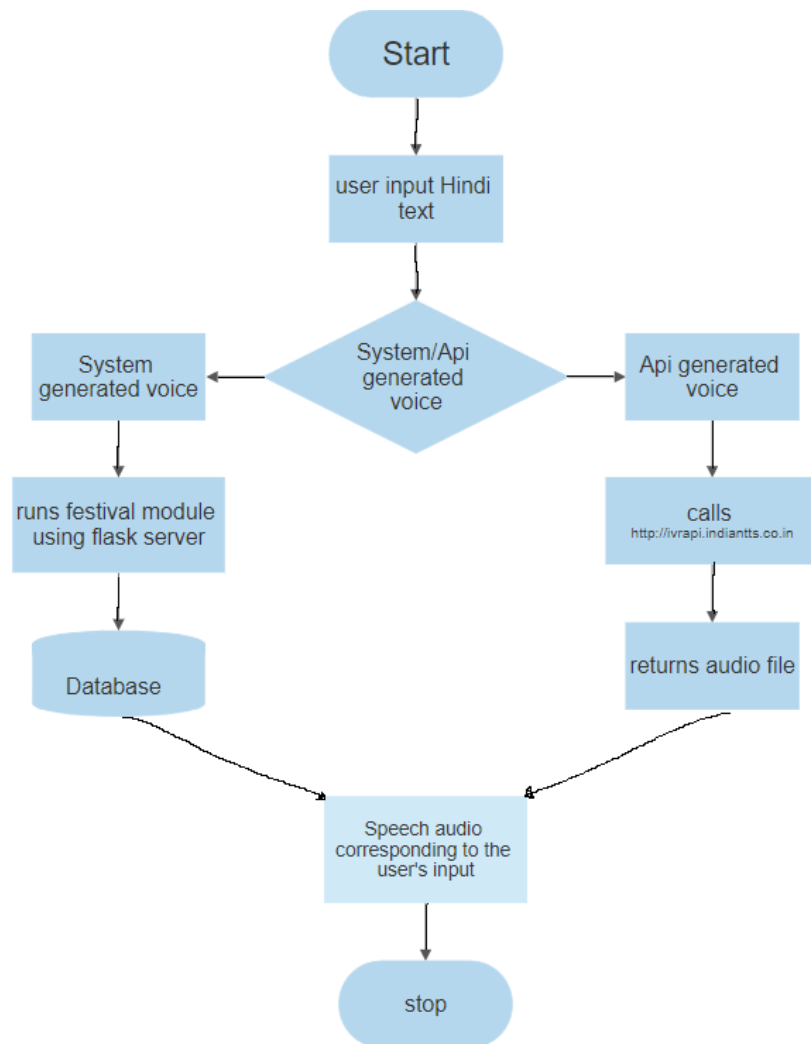 Start
user input Hindi
text
System/Api
generated
voice
System
generated voice
Api generated
voice
runs festival module
using flask server
calls
http://ivrapi.indiantts.co.in
Database
returns audio file
Speech audio
corresponding to the
user's input
stop